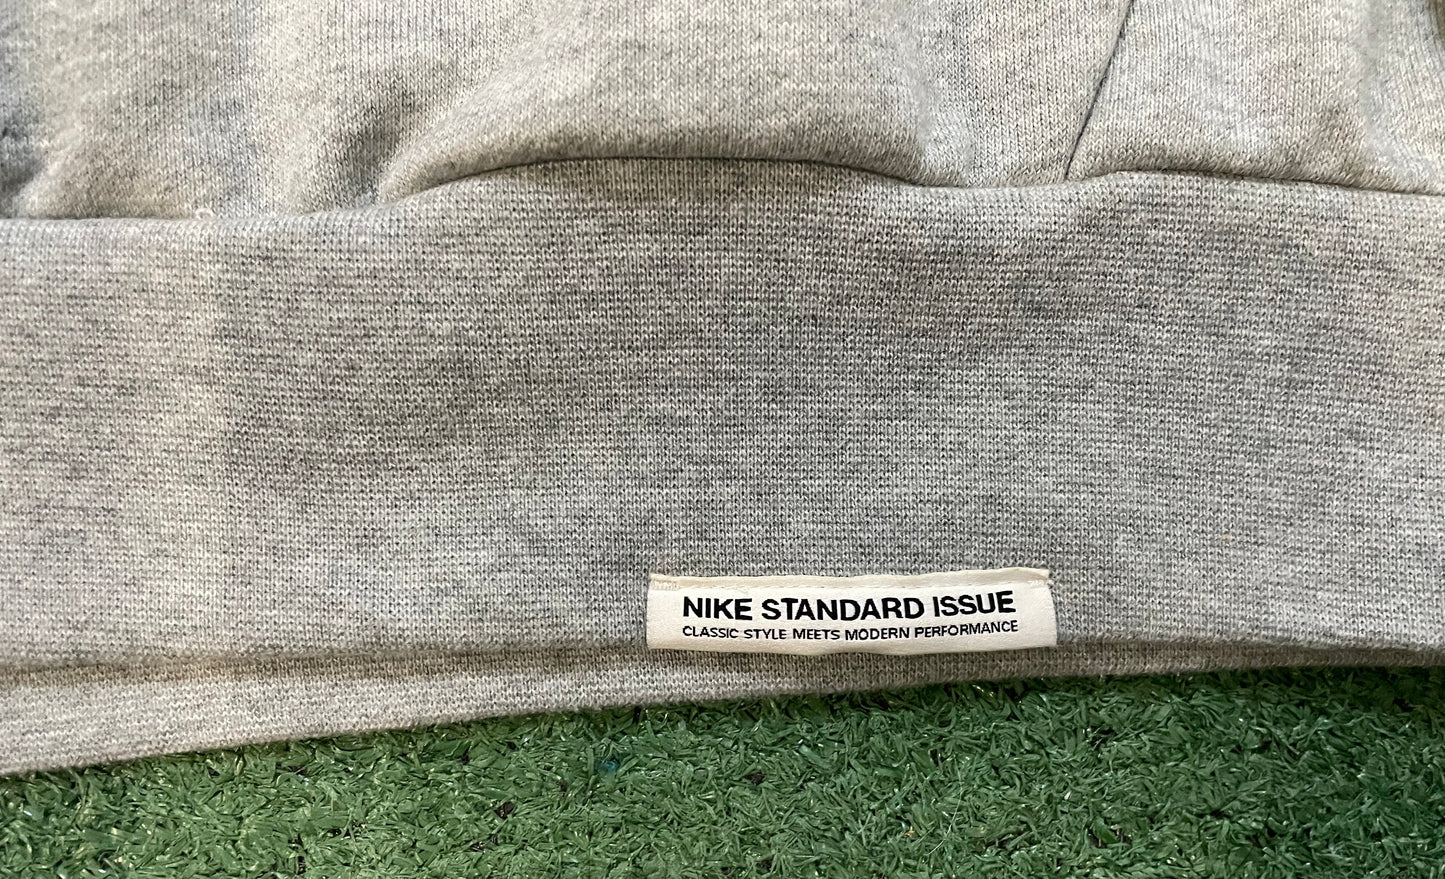 NIKE STANDARD ISSUE
CLASSIC STYLE MEETS MODERN PERFORMANCE